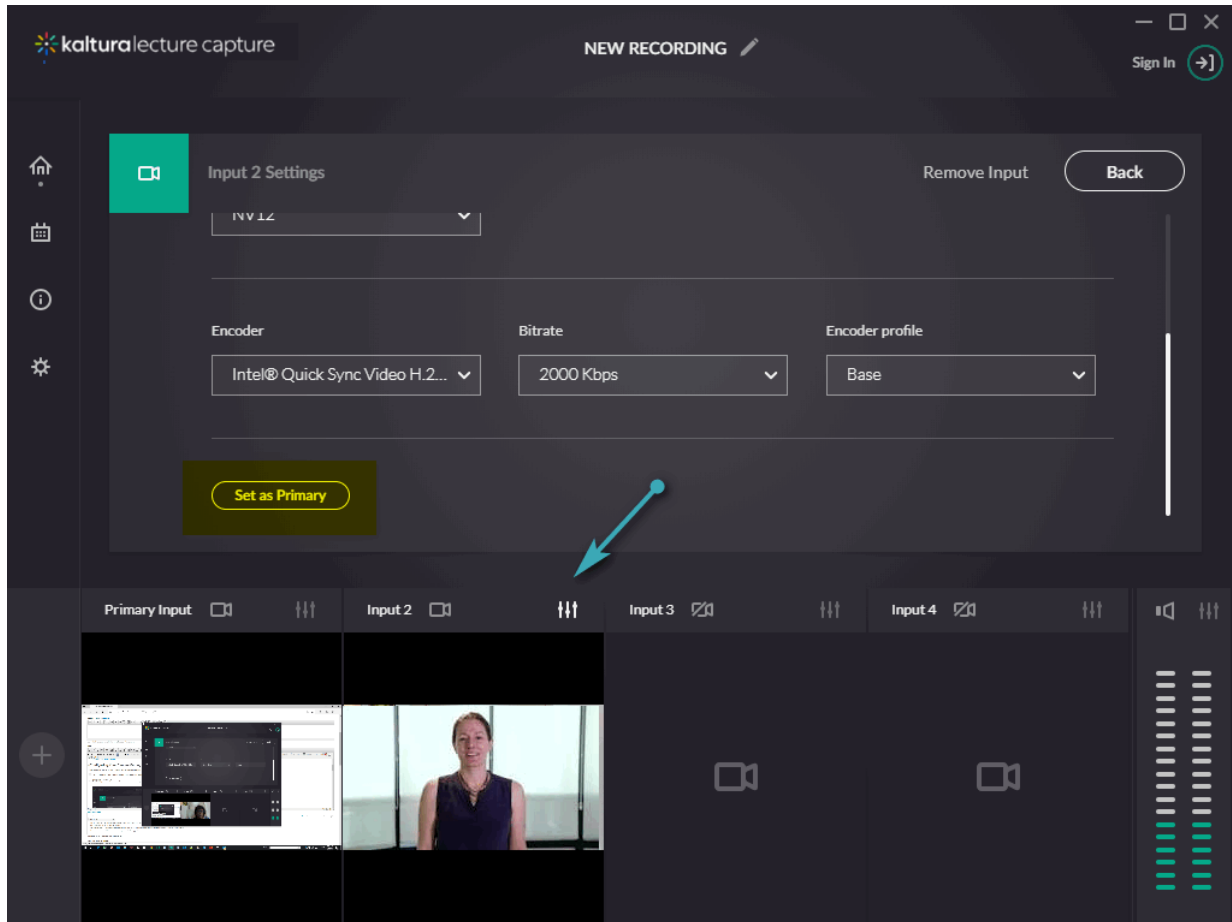 kalturalecture capture
NEW RECORDING
Sign In
Input 2 Settings
Remove Input
Back
NV12
Encoder
Bitrate
Encoder profile
Intel® Quick Sync Video H.2...
2000 Kbps
Base
Set as Primary
Primary Input
Input 2
Input 3
Input 4